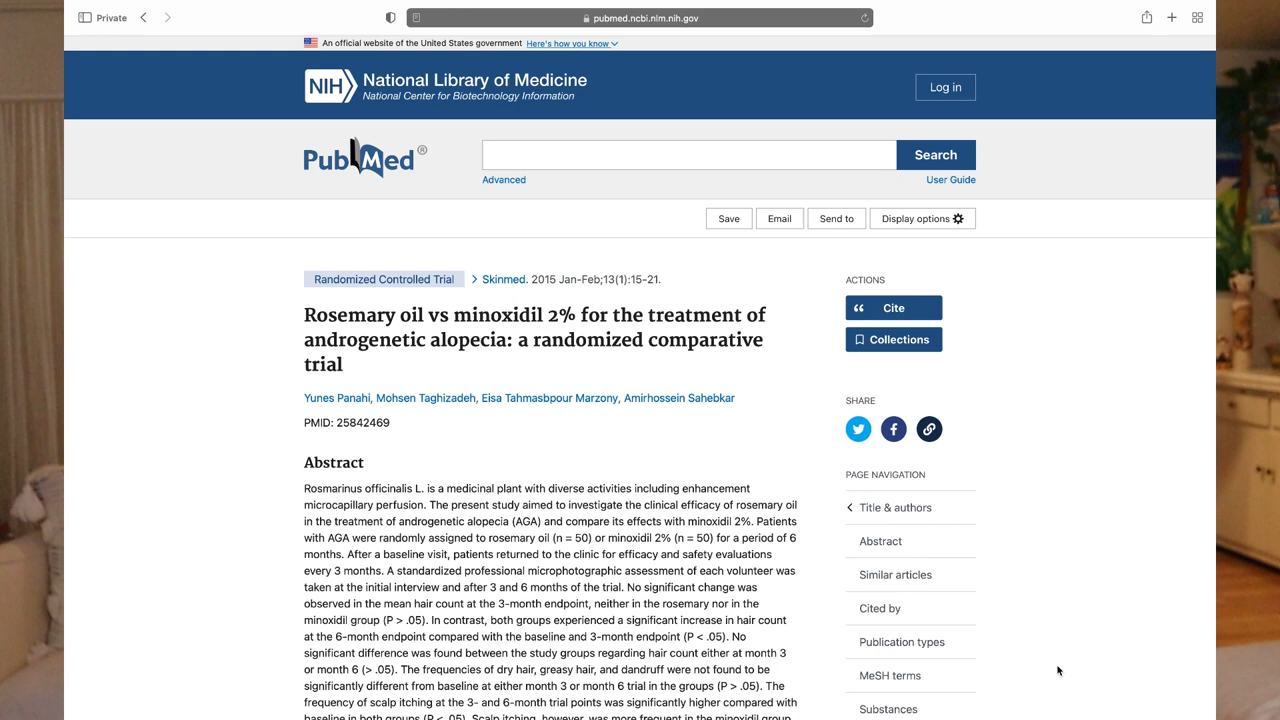 Private
pubmed.ncbi.nlm.nih.gov
An official website of the United States government Here's how you know
NIH National Library of Medicine
National Center for Biotechnology Information
Log in
PubMed®
Search
Advanced
User Guide
Save
Email
Send to
Display options
Randomized Controlled Trial
Skinmed. 2015 Jan-Feb;13(1):15-21.
Rosemary oil vs minoxidil 2% for the treatment of
androgenetic alopecia: a randomized comparative
trial
Yunes Panahi, Mohsen Taghizadeh, Eisa Tahmasbpour Marzony, Amirhossein Sahebkar
PMID: 25842469
Abstract
Rosmarinus officinalis L. is a medicinal plant with diverse activities including enhancement
microcapillary perfusion. The present study aimed to investigate the clinical efficacy of rosemary oil
in the treatment of androgenetic alopecia (AGA) and compare its effects with minoxidil 2%. Patients
with AGA were randomly assigned to rosemary oil (n = 50) or minoxidil 2% (n = 50) for a period of 6
months. After a baseline visit, patients returned to the clinic for efficacy and safety evaluations
every 3 months. A standardized professional microphotographic assessment of each volunteer was
taken at the initial interview and after 3 and 6 months of the trial. No significant change was
observed in the mean hair count at the 3-month endpoint, neither in the rosemary nor in the
minoxidil group (P > .05). In contrast, both groups experienced a significant increase in hair count
at the 6-month endpoint compared with the baseline and 3-month endpoint (P < .05). No
significant difference was found between the study groups regarding hair count either at month 3
or month 6 (> .05). The frequencies of dry hair, greasy hair, and dandruff were not found to be
significantly different from baseline at either month 3 or month 6 trial in the groups (P > .05). The
frequency of scalp itching at the 3- and 6-month trial points was significantly higher compared with
baseline in both groups (P < .05). Scalp itching, however, was more frequent in the minoxidil group
ACTIONS
Cite
Collections
SHARE
PAGE NAVIGATION
Title & authors
Abstract
Similar articles
Cited by
Publication types
MeSH terms
Substances